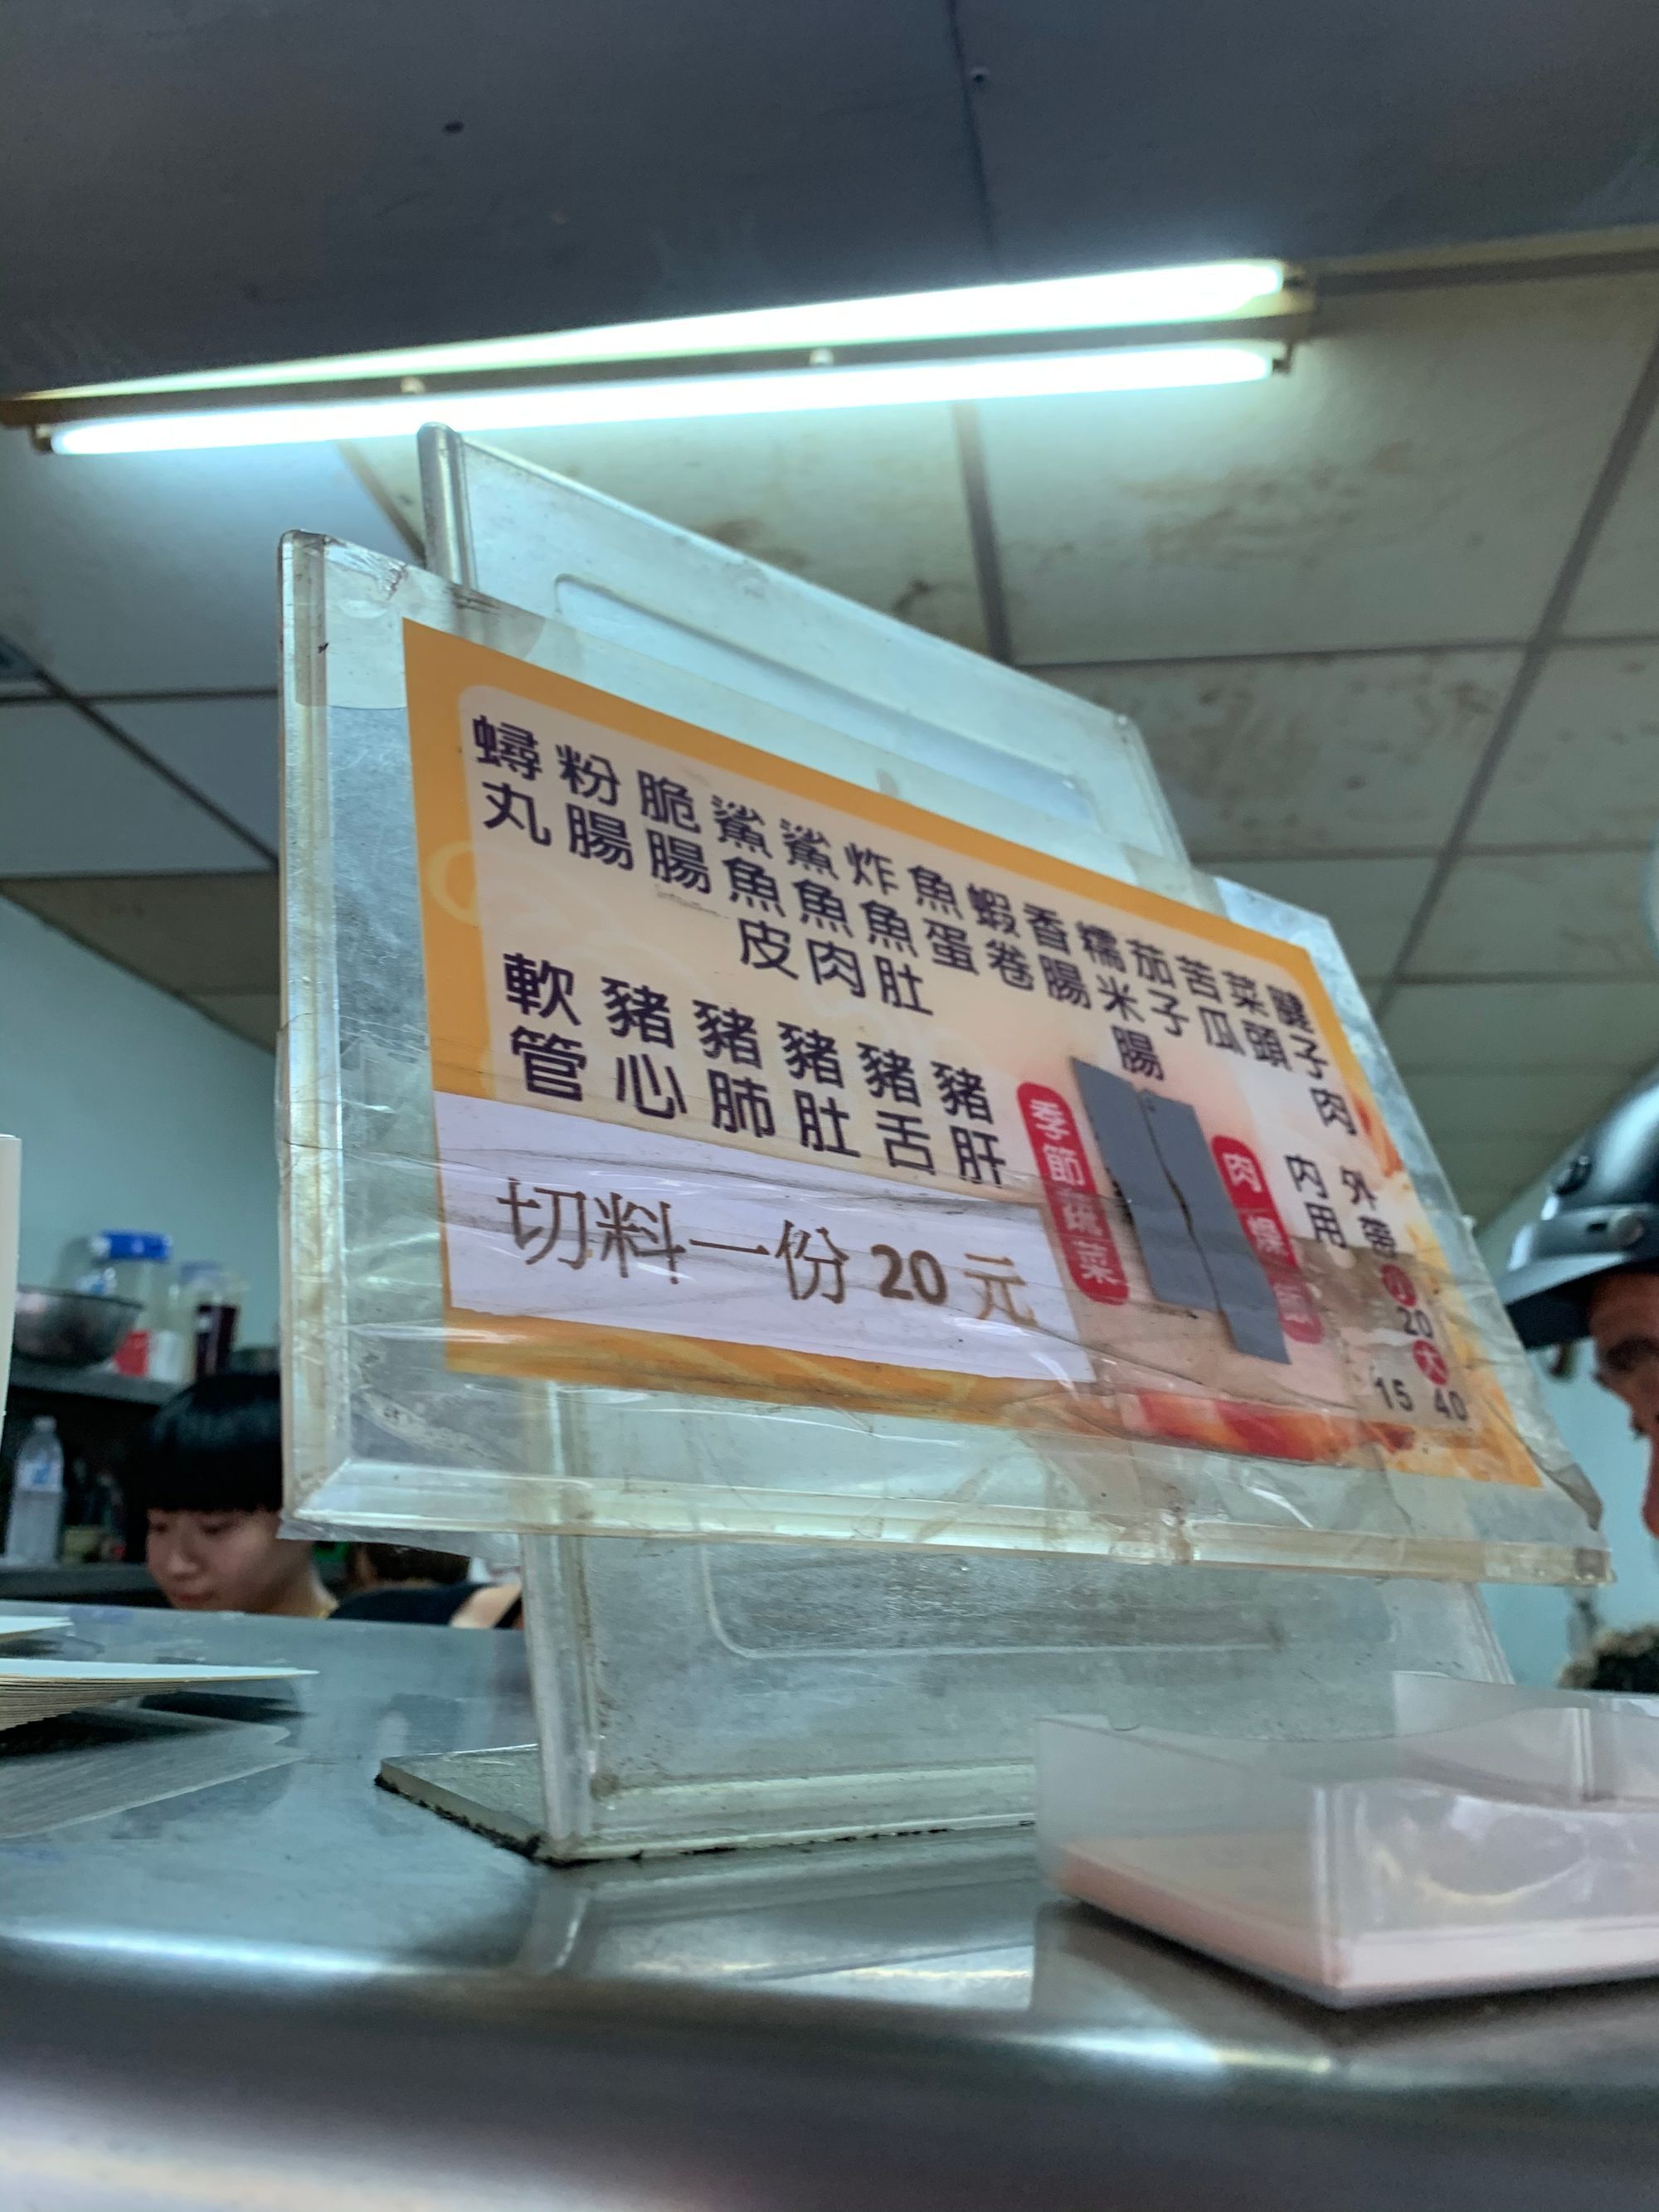 蟳丸
粉腸
脆腸
鯊魚皮
鯊魚肉
炸魚肚
魚蛋
蝦卷
香腸
糯米腸
茄子
苦瓜
菜頭
腱子肉
軟管
豬心
豬肺
豬肚
豬舌
豬肝
切料一份 20 元
季節蔬菜
肉燥飯
內用
15
外帶
小
20
大
40